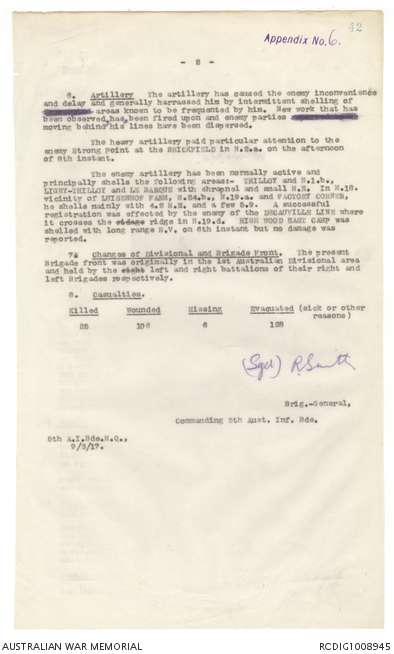 32
Appendix No. 6.
- 2 -
6. Artillery The artillery has caused the enemy inconvenience
and delay and generally harrassed him by intermittent shelling of
areas known to be frequented by him. New work that has
been observed, has been fired upon and enemy parties
moving behind his lines have been dispersed.
The heavy artillery paid particular attention to the
enemy Strong Point at the BRICKFIELD in N.2.a. on the afternoon
of 8th instant.
The enemy artillery has been normally active and
principally shells the following areas:- THILLOY and N.1.b.,
LIGNY-THILLOY and LE BARQUE with shrapnel and small H.E. In M.18.
vicinity of LUISENHOF FARM, N.24.b., N.19.a. and FACTORY CORNER,
he shells mainly with 4.2 H.E. and a few 5.9. A successful
registration was effected by the enemy of the DECAUVILLE LINE where
it crosses the ridge in N.19.d. HIGH WOOD EAST CAMP was
shelled with long range H.V. on 8th instant but no damage was
reported.
7. Changes of Divisional and Brigade Front. The present
Brigade front was originally in the 1st Australian Divisional area
and held by the right left and right battalions of their right and
left Brigades respectively.
8. Casualties.
Killed Wounded Missing Evacuated (sick or other
reasons)
25 106 6 128
(Sgd) R Smith
Brig.-General,
Commanding 5th Aust. Inf. Bde.
5th A.I.Bde.H.Q.,
9/3/17.
AUSTRALIAN WAR MEMORIAL
RCDIG1008945